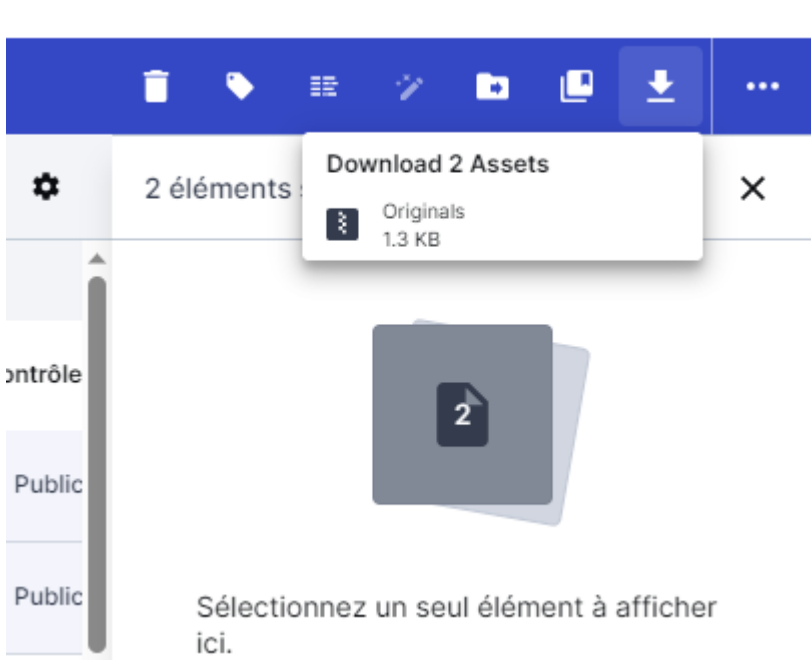 Download 2 Assets
2 éléments
Originals
1.3 KB
ontrôle
2
Public
Public
Sélectionnez un seul élément à afficher
ici.